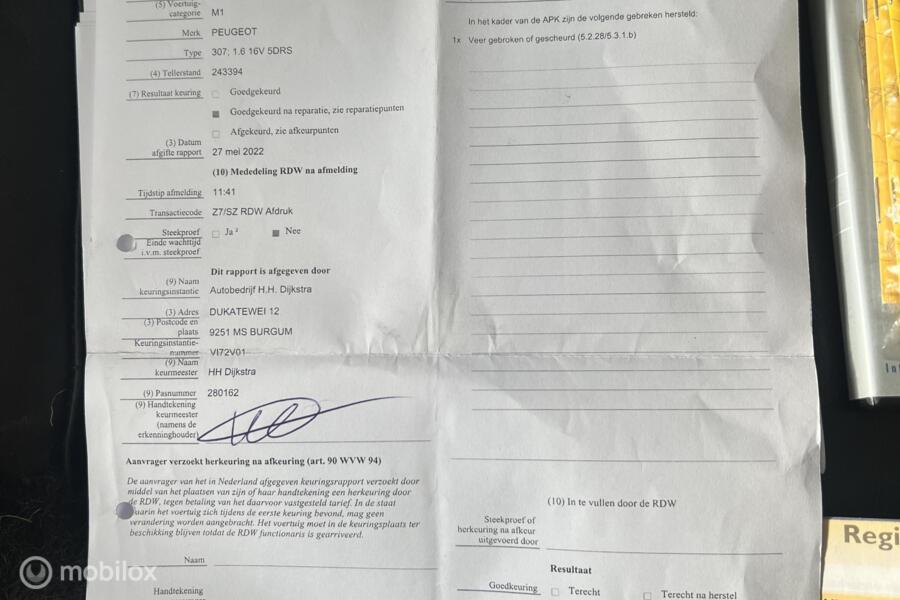 (5) Voertuig-
categorie M1
Merk PEUGEOT
Type 307; 1.6 16V 5DRS
(4) Tellerstand 243394
(7) Resultaat keuring Goedgekeurd
Goedgekeurd na reparatie, zie reparatiepunten
Afgekeurd, zie afkeurpunten
(3) Datum
afgifte rapport 27 mei 2022
(10) Mededeling RDW na afmelding
Tijdstip afmelding 11:41
Transactiecode Z7/SZ RDW Afdruk
Steekproef Ja ² Nee
Einde wachttijd
i.v.m. steekproef
Dit rapport is afgegeven door
(9) Naam
keuringsinstantie Autobedrijf H.H. Dijkstra
(3) Adres DUKATEWEI 12
(3) Postcode en
plaats 9251 MS BURGUM
Keuringsinstantie-
nummer VI72V01
(9) Naam
keurmeester HH Dijkstra
(9) Pasnummer 280162
(9) Handtekening
keurmeester
(namens de
erkenninghouder)
Aanvrager verzoekt herkeuring na afkeuring (art. 90 WVW 94)
De aanvrager van het in Nederland afgegeven keuringsrapport verzoekt door
middel van het plaatsen van zijn of haar handtekening een herkeuring door
de RDW, tegen betaling van het daarvoor vastgesteld tarief. In de staat
waarin het voertuig zich tijdens de eerste keuring bevond, mag geen
verandering worden aangebracht. Het voertuig moet in de keuringsplaats ter
beschikking blijven totdat de RDW functionaris is gearriveerd.
Naam
Handtekening
In het kader van de APK zijn de volgende gebreken hersteld:
1x Veer gebroken of gescheurd (5.2.28/5.3.1.b)
(10) In te vullen door de RDW
Steekproef of
herkeuring na afkeur
uitgevoerd door
Resultaat
Goedkeuring Terecht Terecht na herstel
Int
Regi
mobilox